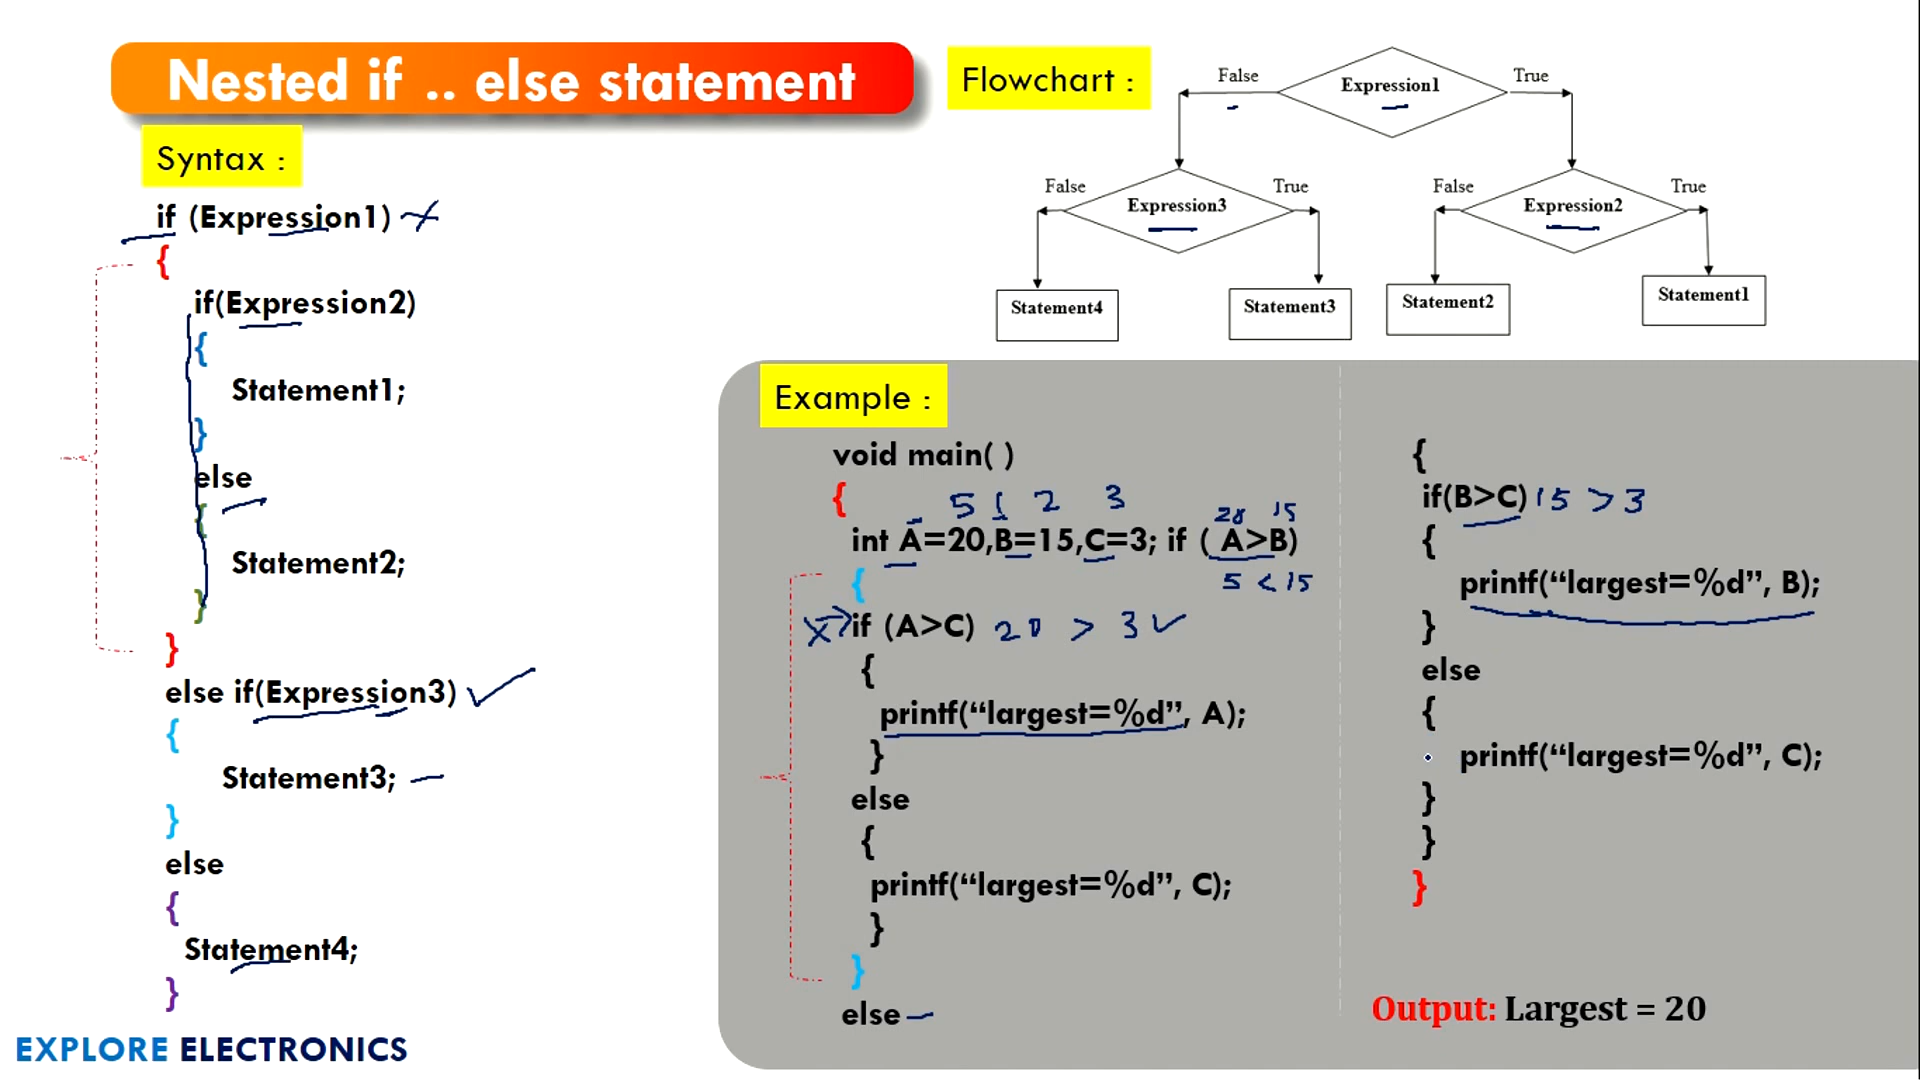 Nested if .. else statement
Syntax :
if (Expression1)
{
if(Expression2)
{
Statement1;
}
else
{
Statement2;
}
}
else if(Expression3)
{
Statement3;
}
else
{
Statement4;
}
EXPLORE ELECTRONICS
Flowchart :
False Expression1 True
False Expression3 True
False Expression2 True
Statement4
Statement3
Statement2
Statement1
Example :
void main( )
{
5 1 2 3
20 15
int A=20,B=15,C=3; if ( A>B)
{ 5 < 15
if (A>C) 20 > 3 ✓
{
printf(“largest=%d”, A);
}
else
{
printf(“largest=%d”, C);
}
}
else
{
if(B>C) 15 > 3
{
printf(“largest=%d”, B);
}
else
{
printf(“largest=%d”, C);
}
}
}
Output: Largest = 20